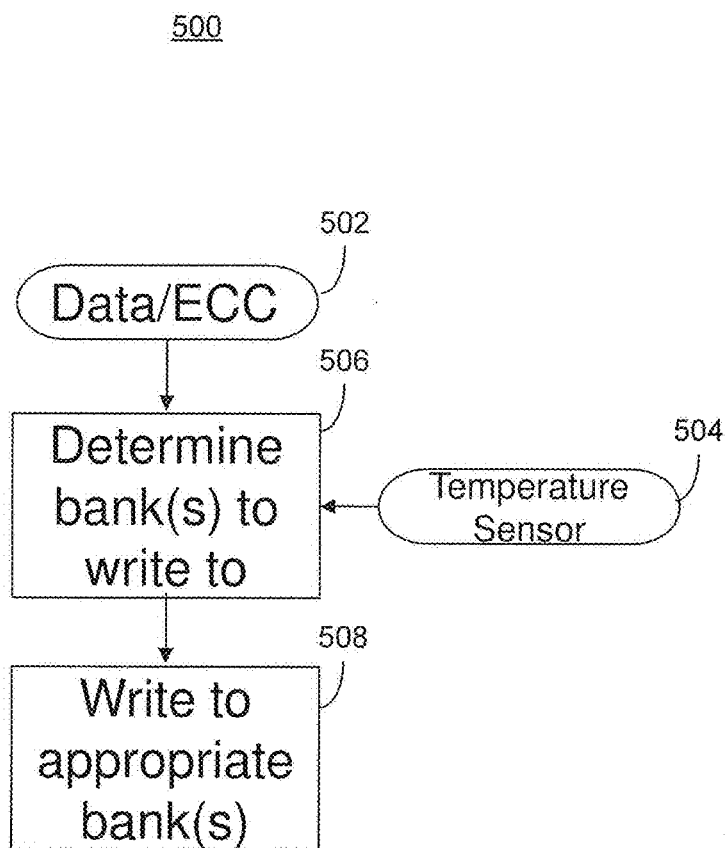 500
502
Data/ECC
506
Determine
bank(s) to
write to
504
Temperature
Sensor
508
Write to
appropriate
bank(s)